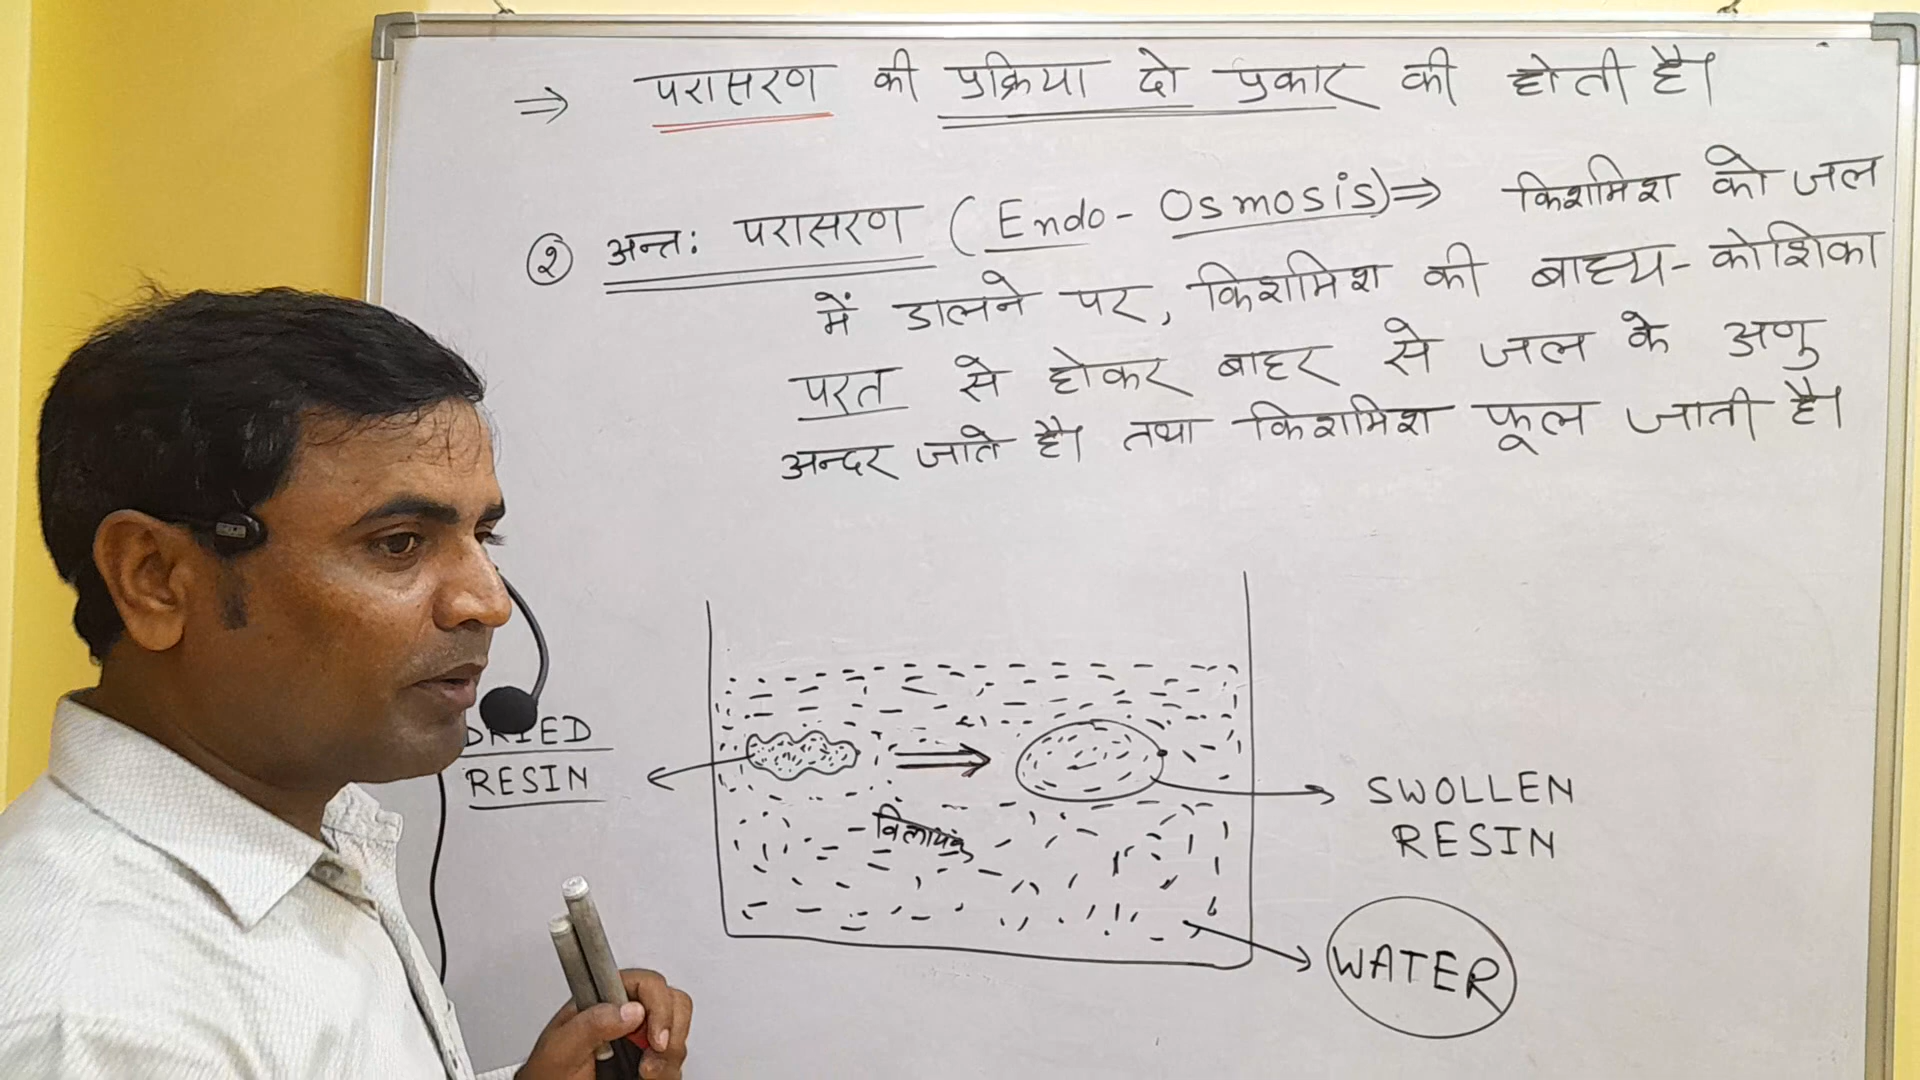 ⇒ परासरण की प्रक्रिया दो प्रकार की होती है।
② अन्त: परासरण (Endo-Osmosis)⇒ किशमिश को जल
में डालने पर, किशमिश की बाह्य-कोशिका
परत से होकर बाहर से जल के अणु
अन्दर जाते है। तथा किशमिश फूल जाती है।
DRIED
RESIN
विलायक
SWOLLEN
RESIN
WATER